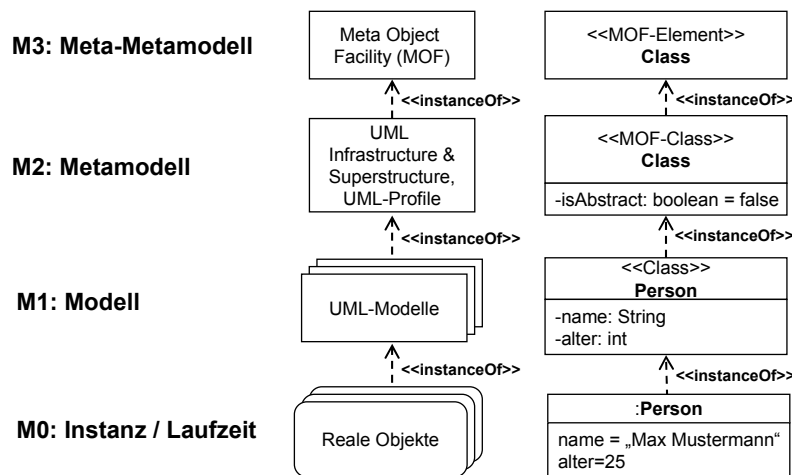 M3: Meta-Metamodell
Meta Object
Facility (MOF)
<<MOF-Element>>
Class
<<instanceOf>>
<<instanceOf>>
M2: Metamodell
UML
Infrastructure &
Superstructure,
UML-Profile
<<MOF-Class>>
Class
-isAbstract: boolean = false
<<instanceOf>>
<<instanceOf>>
M1: Modell
UML-Modelle
<<Class>>
Person
-name: String
-alter: int
<<instanceOf>>
<<instanceOf>>
M0: Instanz / Laufzeit
Reale Objekte
:Person
name = „Max Mustermann“
alter=25